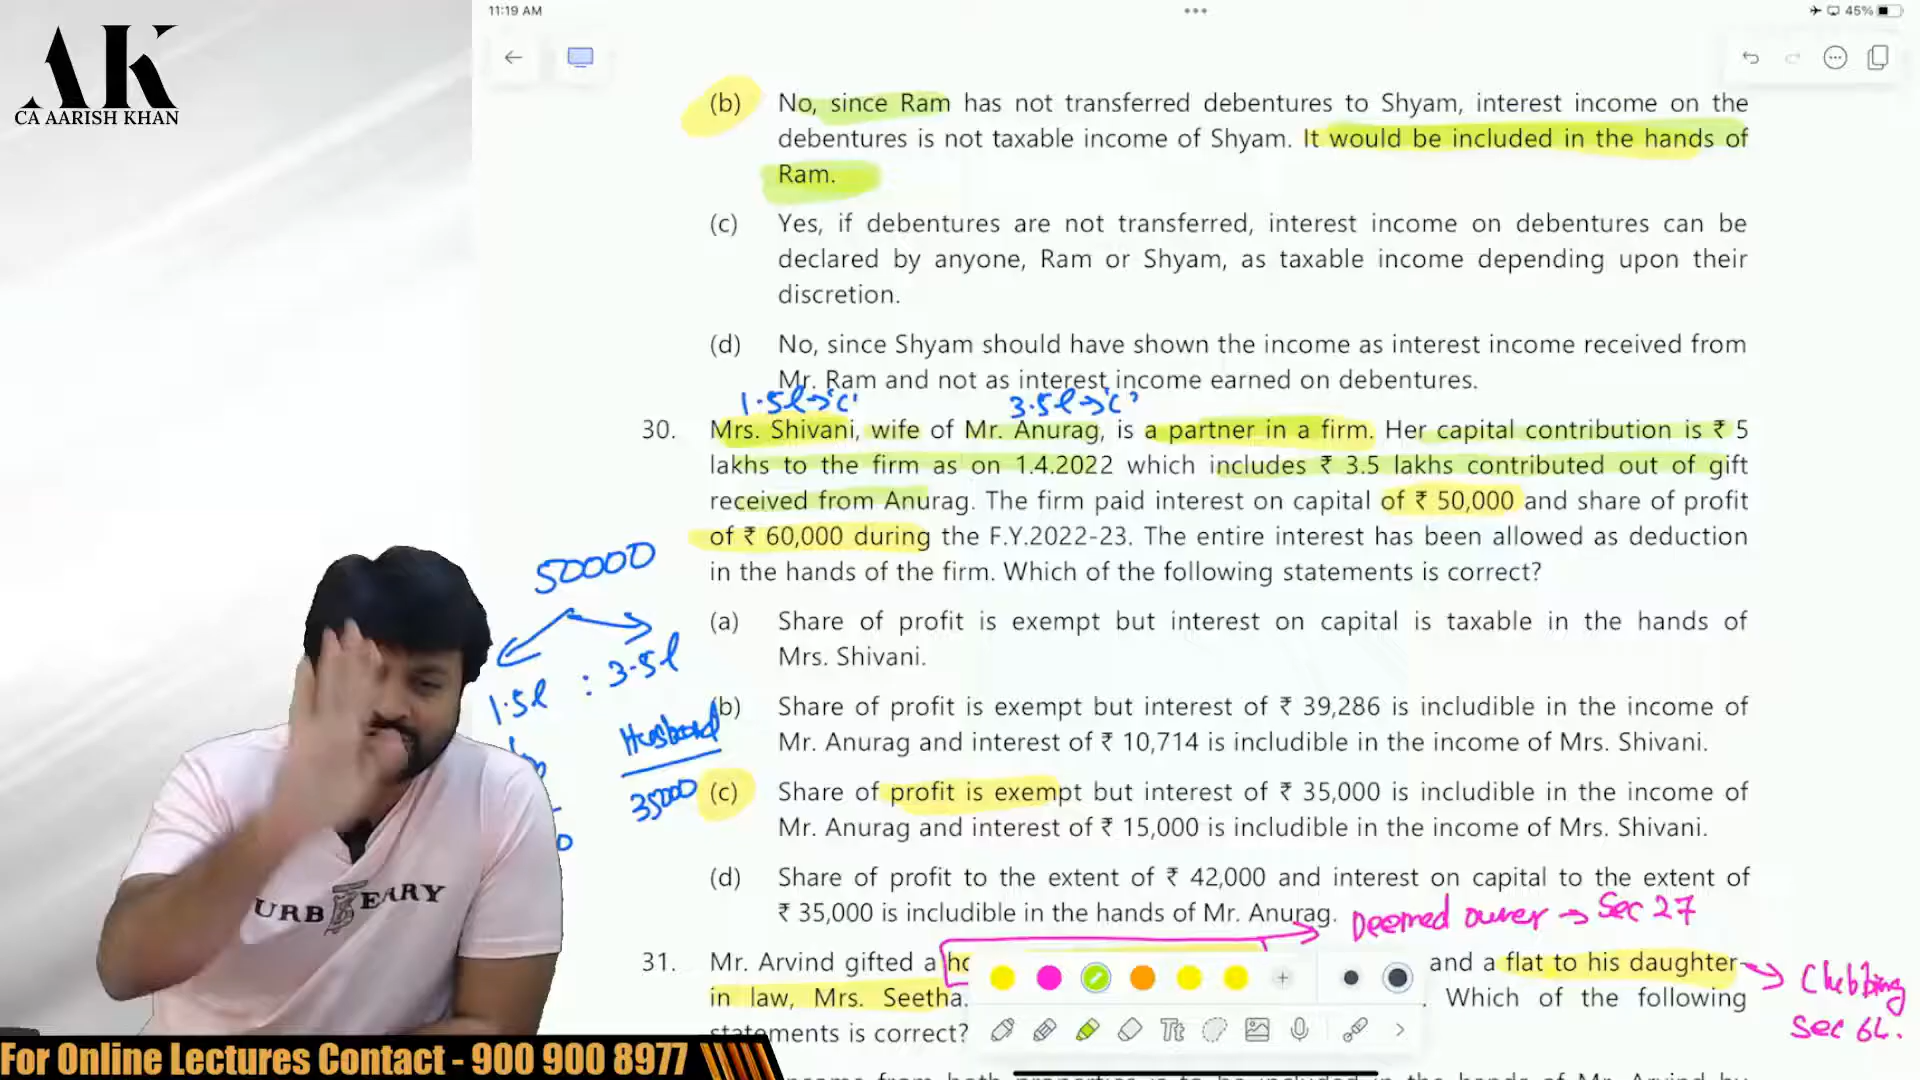 11:19 AM
45%
AK
CA AARISH KHAN
(b) No, since Ram has not transferred debentures to Shyam, interest income on the
debentures is not taxable income of Shyam. It would be included in the hands of
Ram.
(c) Yes, if debentures are not transferred, interest income on debentures can be
declared by anyone, Ram or Shyam, as taxable income depending upon their
discretion.
(d) No, since Shyam should have shown the income as interest income received from
Mr. Ram and not as interest income earned on debentures.
1.5l→'C' 3.5l→'C'
30. Mrs. Shivani, wife of Mr. Anurag, is a partner in a firm. Her capital contribution is ₹ 5
lakhs to the firm as on 1.4.2022 which includes ₹ 3.5 lakhs contributed out of gift
received from Anurag. The firm paid interest on capital of ₹ 50,000 and share of profit
of ₹ 60,000 during the F.Y.2022-23. The entire interest has been allowed as deduction
in the hands of the firm. Which of the following statements is correct?
50000
1.5l : 3.5l
Husband
35000
(a) Share of profit is exempt but interest on capital is taxable in the hands of
Mrs. Shivani.
(b) Share of profit is exempt but interest of ₹ 39,286 is includible in the income of
Mr. Anurag and interest of ₹ 10,714 is includible in the income of Mrs. Shivani.
(c) Share of profit is exempt but interest of ₹ 35,000 is includible in the income of
Mr. Anurag and interest of ₹ 15,000 is includible in the income of Mrs. Shivani.
(d) Share of profit to the extent of ₹ 42,000 and interest on capital to the extent of
₹ 35,000 is includible in the hands of Mr. Anurag.
Deemed owner → Sec 27
31. Mr. Arvind gifted a and a flat to his daughter-
in law, Mrs. Seetha. Which of the following
statements is correct?
Clubbing
Sec 64.
Tt
URB ERRY
For Online Lectures Contact - 900 900 8977